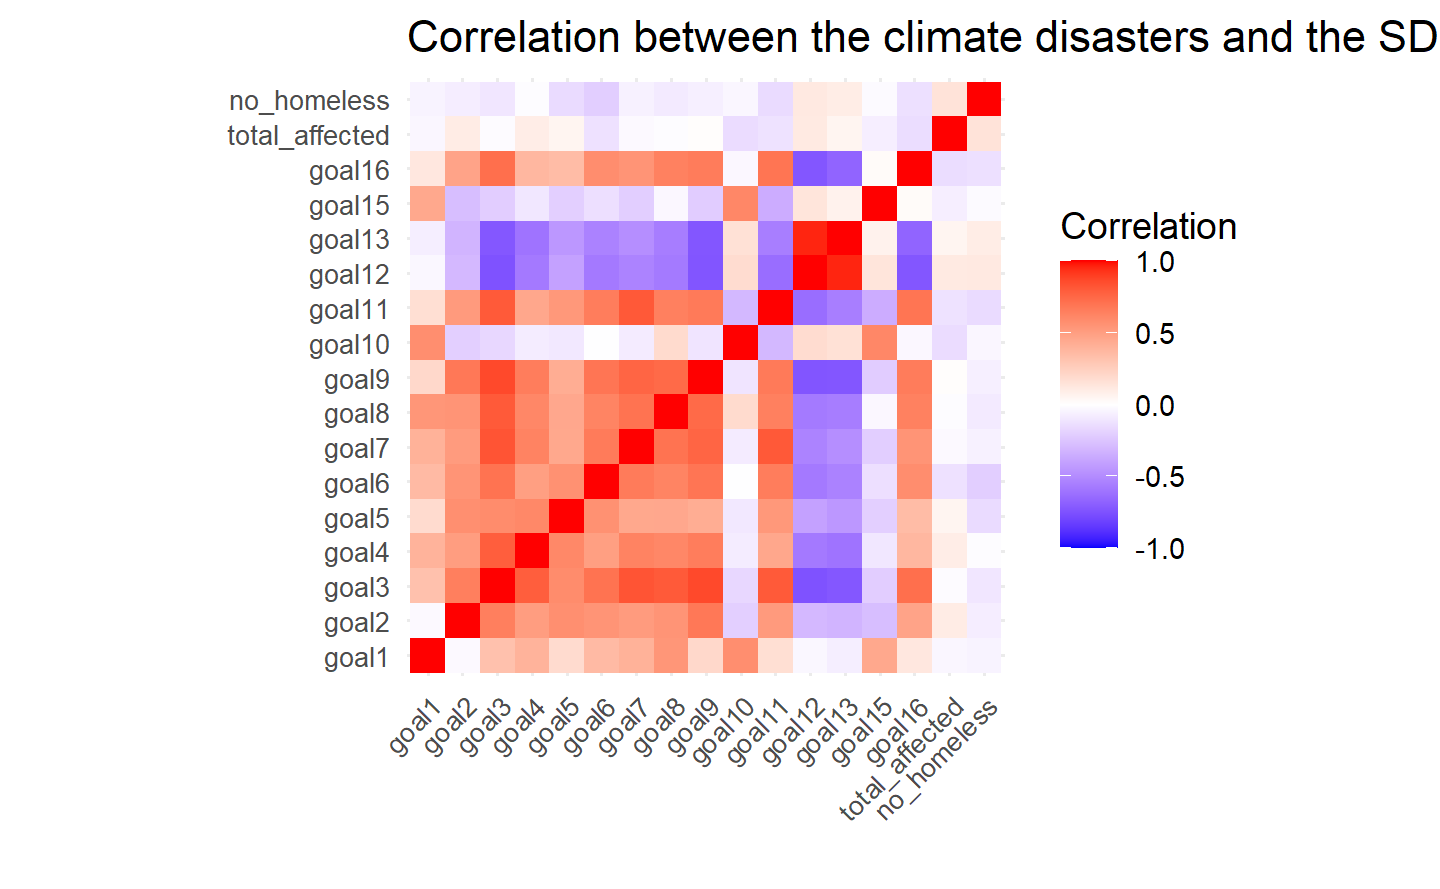 Correlation between the climate disasters and the SD
no_homeless
total_affected
goal16
goal15
goal13
goal12
goal11
goal10
goal9
goal8
goal7
goal6
goal5
goal4
goal3
goal2
goal1
goal1
goal2
goal3
goal4
goal5
goal6
goal7
goal8
goal9
goal10
goal11
goal12
goal13
goal15
goal16
total_affected
no_homeless
Correlation
1.0
0.5
0.0
-0.5
-1.0